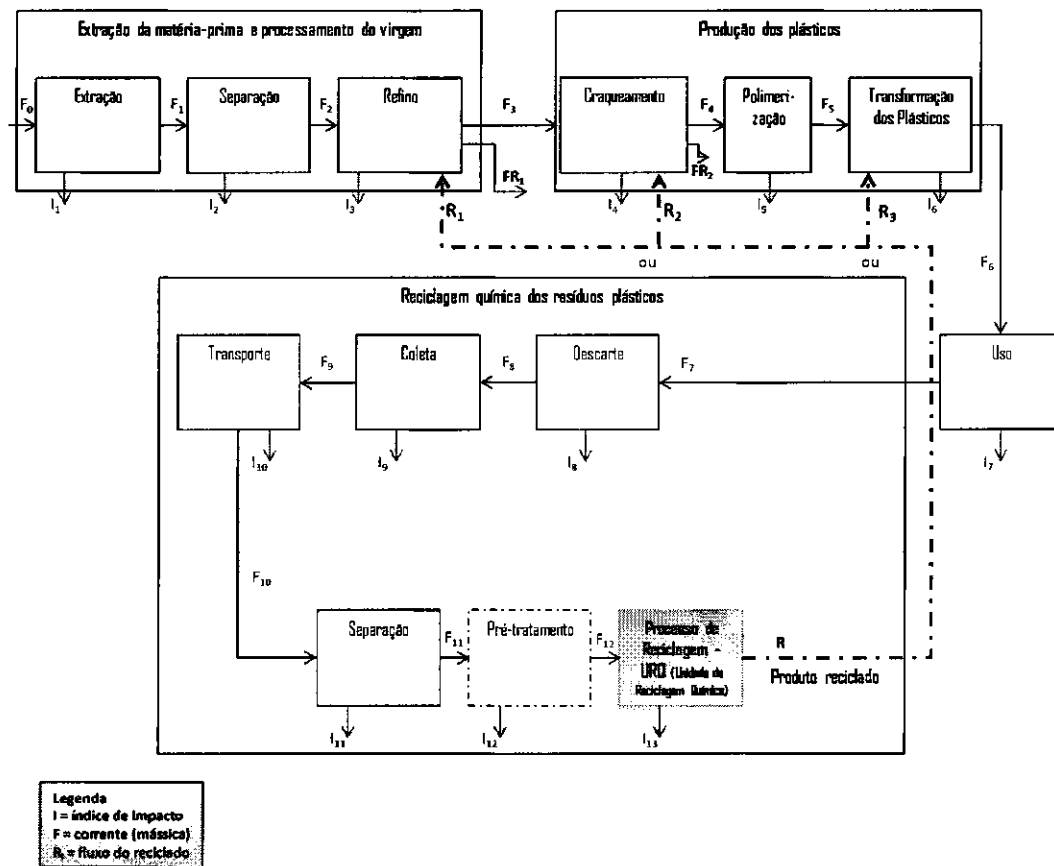 Extração da matéria-prima e processamento do virgem
Produção dos plásticos
F₀
Extração
F₁
Separação
F₂
Refino
F₃
Craqueamento
F₄
Polimeri-
zação
F₅
Transformação
dos Plásticos
FR₁
FR₂
I₁
I₂
I₃
R₁
I₄
R₂
I₅
R₃
I₆
ou
ou
F₆
Reciclagem química dos resíduos plásticos
Transporte
F₉
Coleta
F₈
Descarte
F₇
Uso
I₁₀
I₉
I₈
I₇
F₁₀
Separação
F₁₁
Pré-tratamento
F₁₂
Processo de
Reciclagem -
URQ (Unidade de
Reciclagem Química)
R
Produto reciclado
I₁₁
I₁₂
I₁₃
Legenda
I = índice de Impacto
F = corrente (mássica)
Rᵢ = fluxo do reciclado